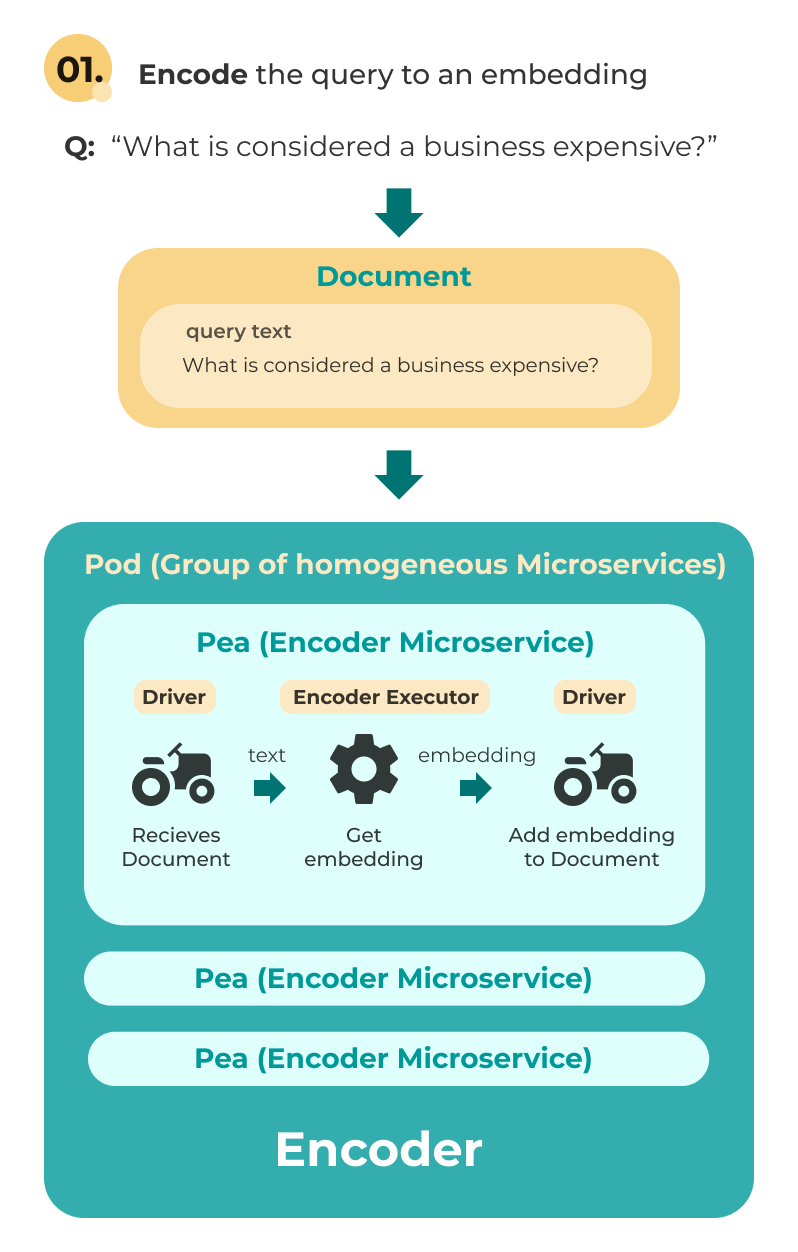 01.
Encode the query to an embedding
Q: “What is considered a business expensive?”
Document
query text
What is considered a business expensive?
Pod (Group of homogeneous Microservices)
Pea (Encoder Microservice)
Driver
Encoder Executor
Driver
text
embedding
Recieves
Document
Get
embedding
Add embedding
to Document
Pea (Encoder Microservice)
Pea (Encoder Microservice)
Encoder